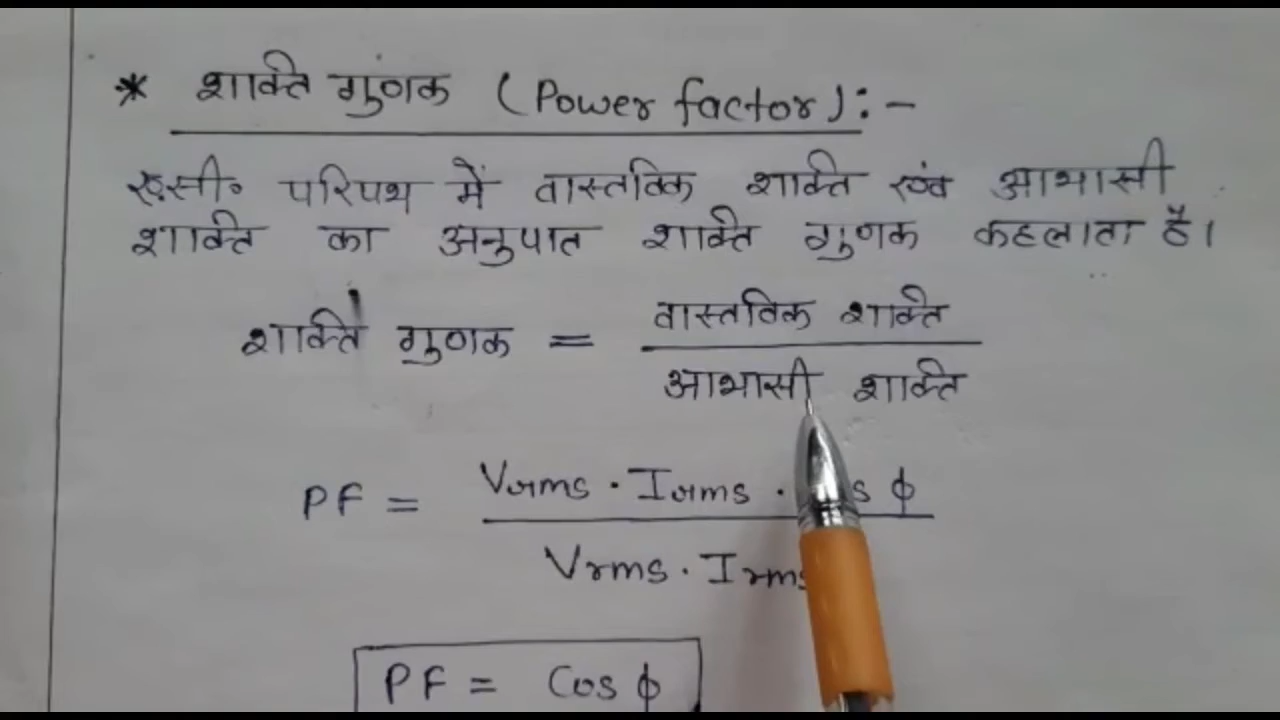 * शक्ति गुणक (Power factor) : -
ए.सी. परिपथ में वास्तविक शक्ति एवं आभासी
शक्ति का अनुपात शक्ति गुणक कहलाता है।
शक्ति गुणक = वास्तविक शक्ति
आभासी शक्ति
PF = Vrms . Irms . ϕ
Vrms . Irms
PF = Cos ϕ